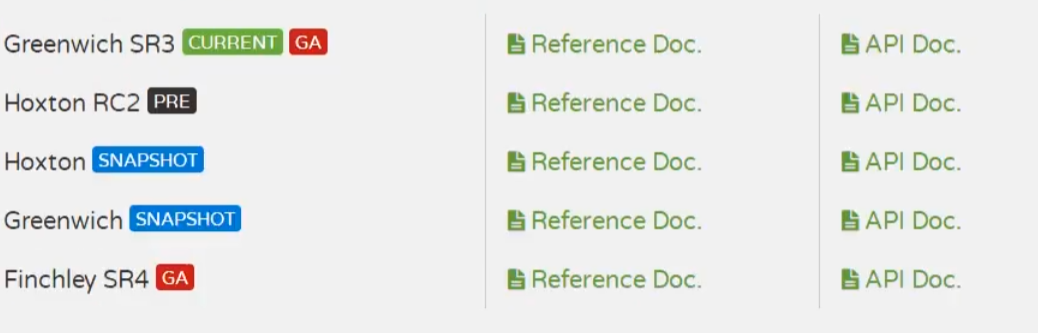 Greenwich SR3 CURRENT GA Reference Doc. API Doc.
Hoxton RC2 PRE Reference Doc. API Doc.
Hoxton SNAPSHOT Reference Doc. API Doc.
Greenwich SNAPSHOT Reference Doc. API Doc.
Finchley SR4 GA Reference Doc. API Doc.